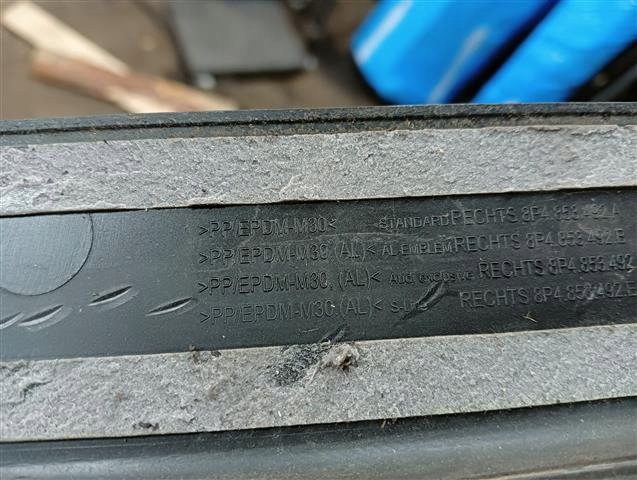 >PP/EPDM-M30< STANDARD RECHTS 8P4.853.492.A
>PP/EPDM-M30.(AL)< AL-EMBLEM RECHTS 8P4.853.492.E
>PP/EPDM-M30.(AL)< Audi exclusive RECHTS 8P4.853.492
>PP/EPDM-M30.(AL)< RECHTS 8P4.853.492.E